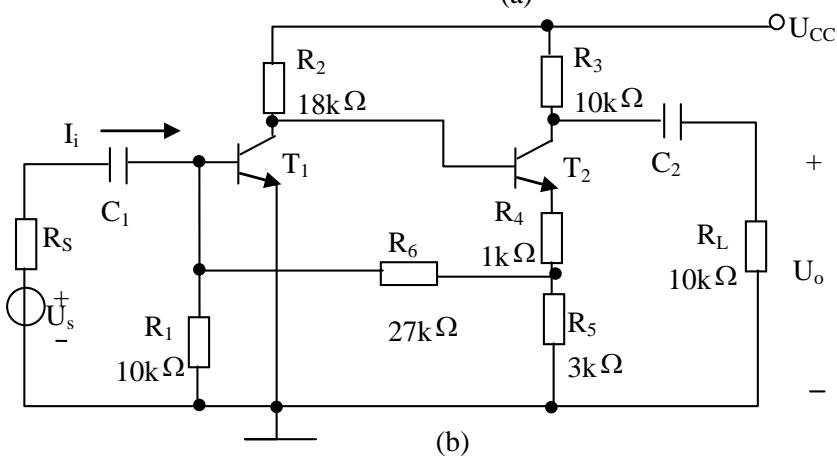 (a)
U_CC
R_2
18kΩ
R_3
10kΩ
I_i
C_1
T_1
T_2
C_2
+
R_S
+
U_s
−
R_4
1kΩ
R_6
27kΩ
R_L
10kΩ
U_o
R_1
10kΩ
R_5
3kΩ
−
(b)